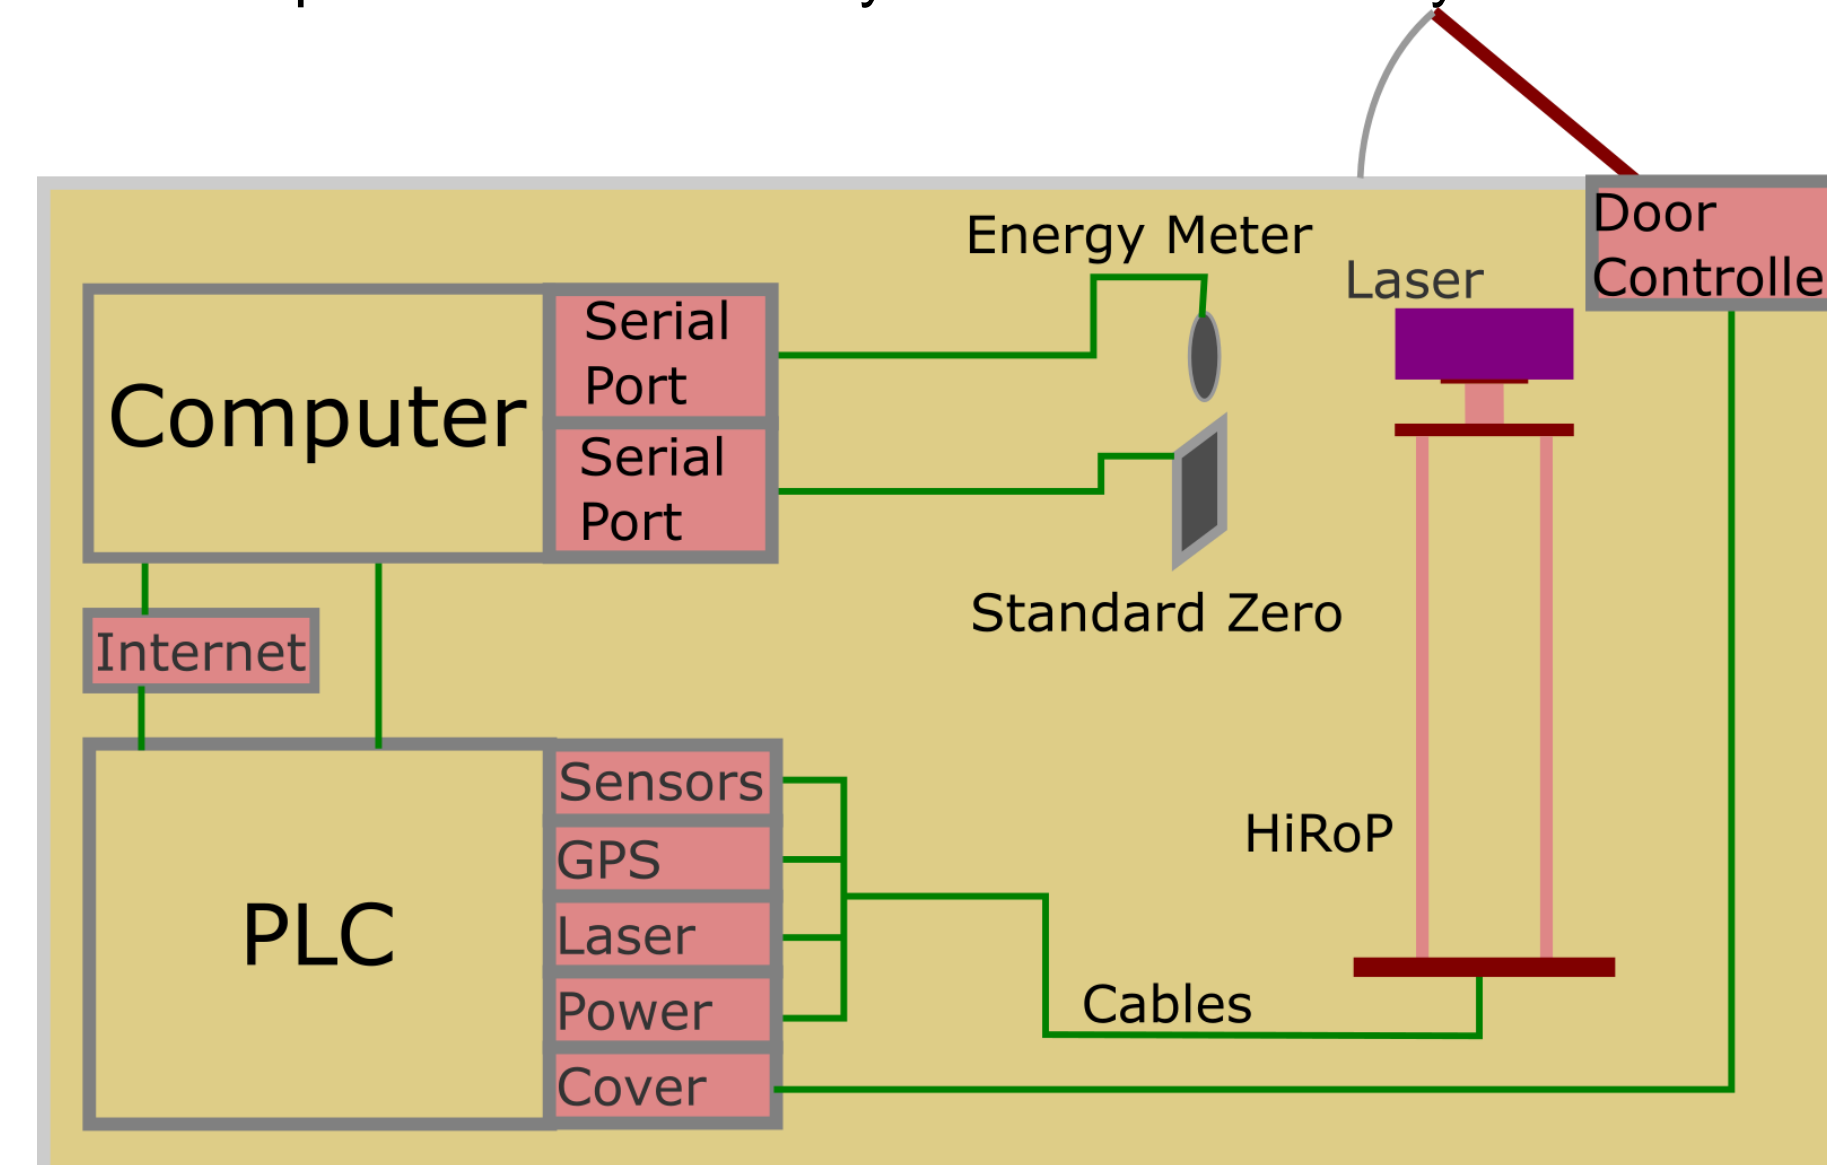 Energy Meter
Laser
Door
Controlle
Serial
Port
Computer
Serial
Port
Standard Zero
Internet
Sensors
GPS
HiRoP
Laser
PLC
Power
Cables
Cover